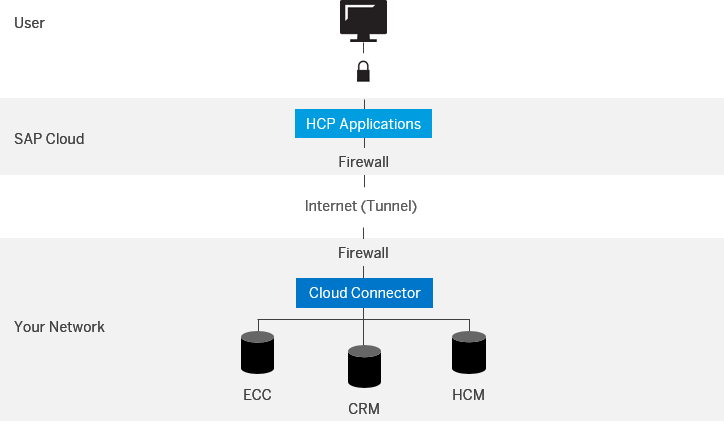 User
SAP Cloud
HCP Applications
Firewall
Internet (Tunnel)
Firewall
Cloud Connector
Your Network
ECC
CRM
HCM